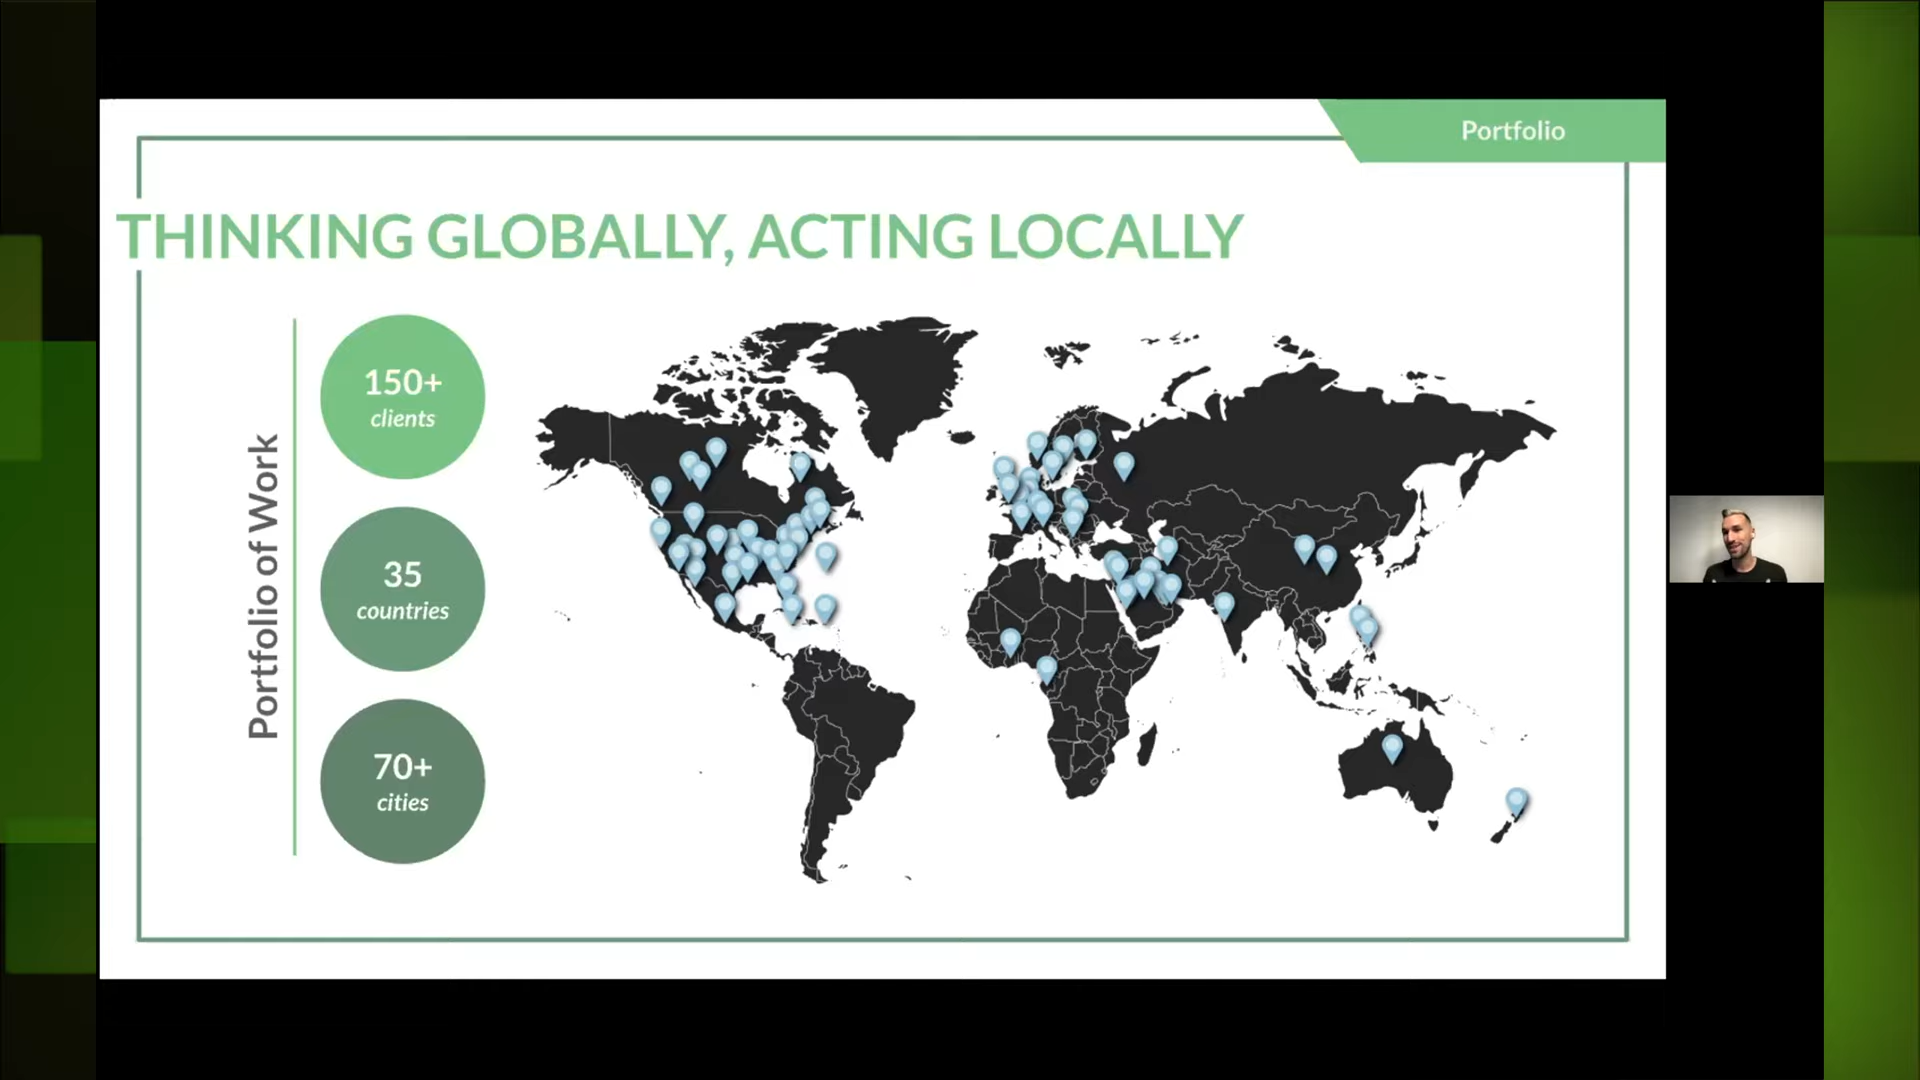 Portfolio
THINKING GLOBALLY, ACTING LOCALLY
Portfolio of Work
150+
clients
35
countries
70+
cities